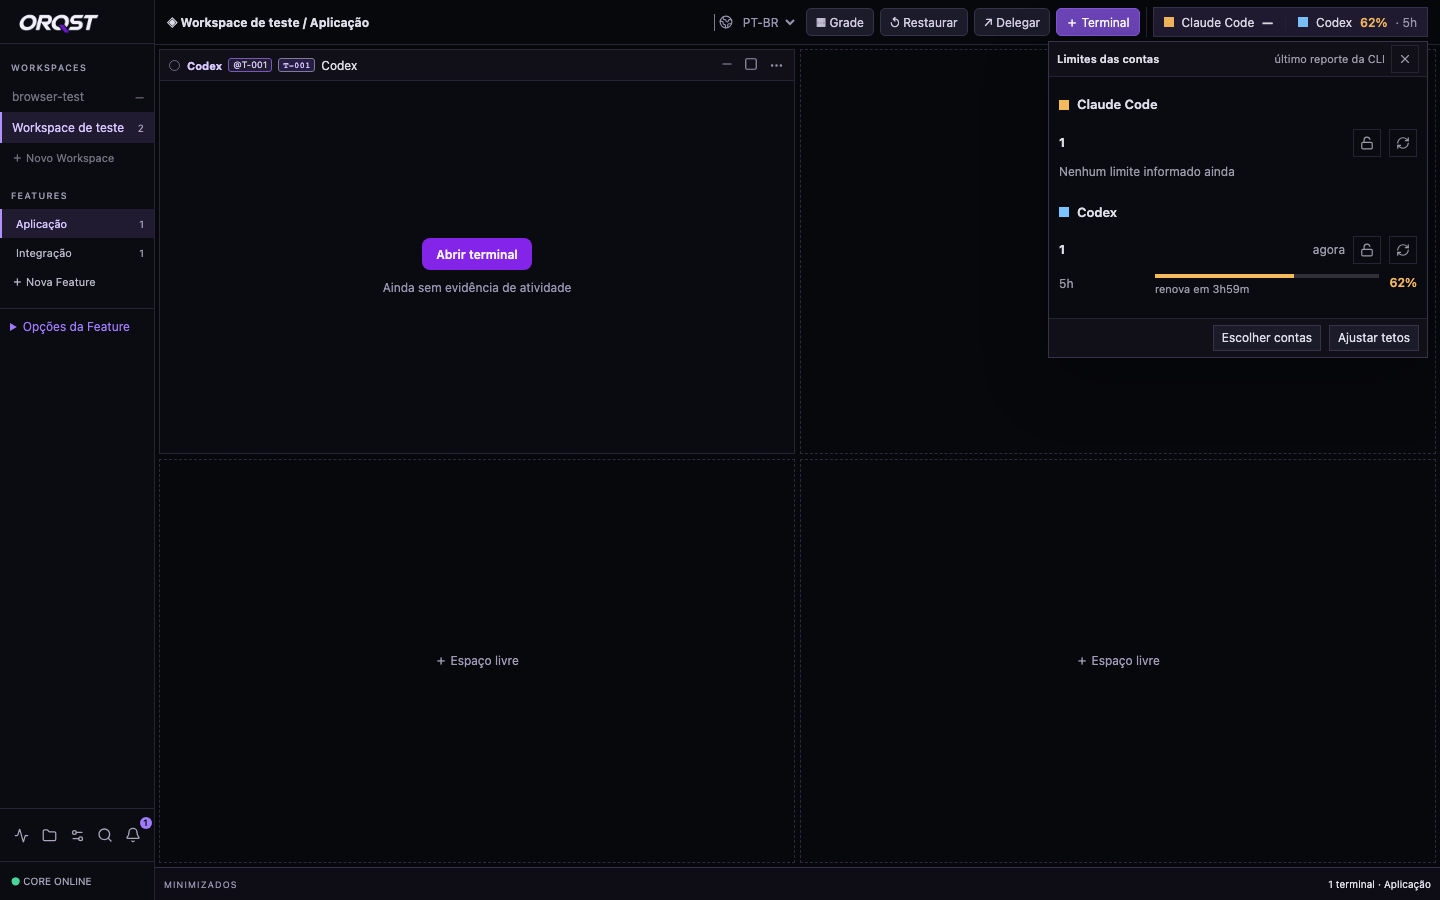 ORQST
WORKSPACES
browser-test —
Workspace de teste 2
+ Novo Workspace
FEATURES
Aplicação 1
Integração 1
+ Nova Feature
Opções da Feature
1
CORE ONLINE
Workspace de teste / Aplicação
PT-BR
Grade
Restaurar
Delegar
+ Terminal
Claude Code —
Codex 62% · 5h
Codex @T-001 T-001 Codex
Abrir terminal
Ainda sem evidência de atividade
+ Espaço livre
+ Espaço livre
Limites das contas
último reporte da CLI
Claude Code
1
Nenhum limite informado ainda
Codex
1 agora
5h 62%
renova em 3h59m
Escolher contas
Ajustar tetos
MINIMIZADOS
1 terminal · Aplicação